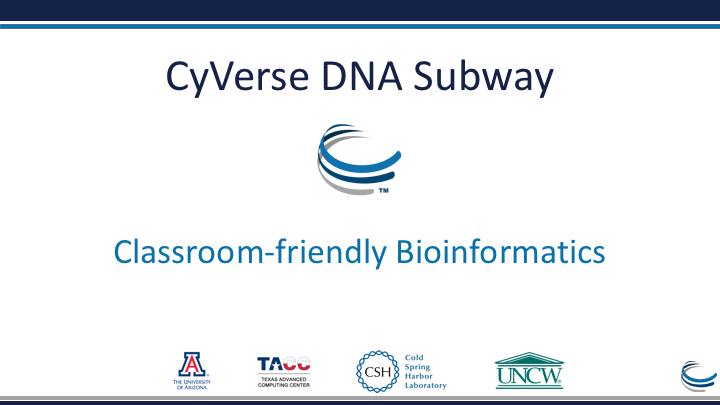 CyVerse DNA Subway
TM
Classroom-friendly Bioinformatics
A
THE UNIVERSITY
OF ARIZONA.
TACC
TEXAS ADVANCED
COMPUTING CENTER
CSH
Cold
Spring
Harbor
Laboratory
UNCW